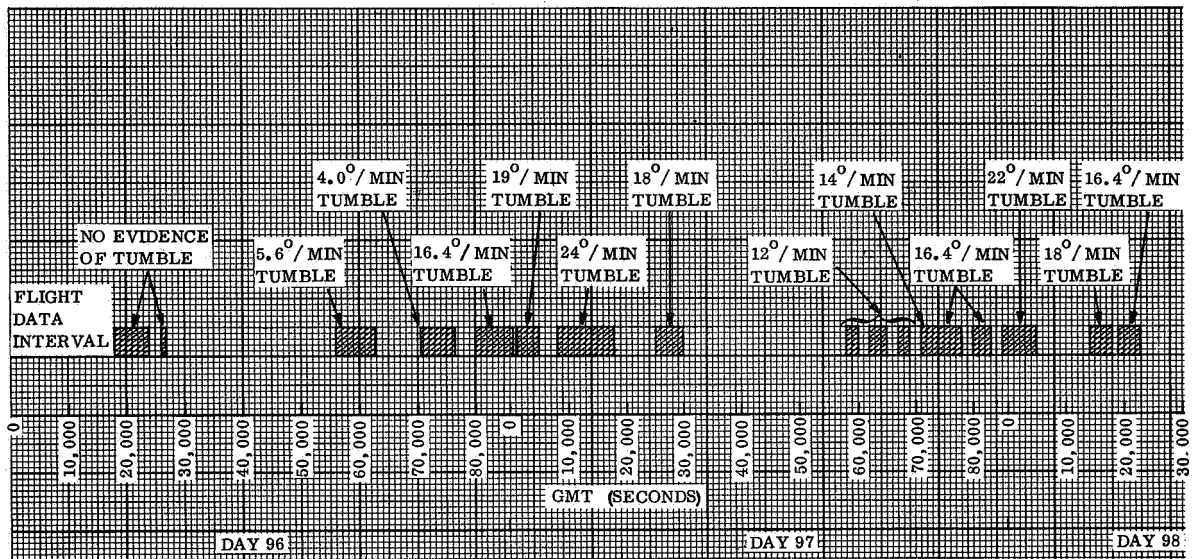 4.0°/MIN
TUMBLE
19°/MIN
TUMBLE
18°/MIN
TUMBLE
14°/MIN
TUMBLE
22°/MIN
TUMBLE
16.4°/MIN
TUMBLE
NO EVIDENCE
OF TUMBLE
5.6°/MIN
TUMBLE
16.4°/MIN
TUMBLE
24°/MIN
TUMBLE
12°/MIN
TUMBLE
16.4°/MIN
TUMBLE
18°/MIN
TUMBLE
FLIGHT
DATA
INTERVAL
0
10,000
20,000
30,000
40,000
50,000
60,000
70,000
80,000
0
10,000
20,000
30,000
40,000
50,000
60,000
70,000
80,000
0
10,000
20,000
30,000
GMT (SECONDS)
DAY 96
DAY 97
DAY 98